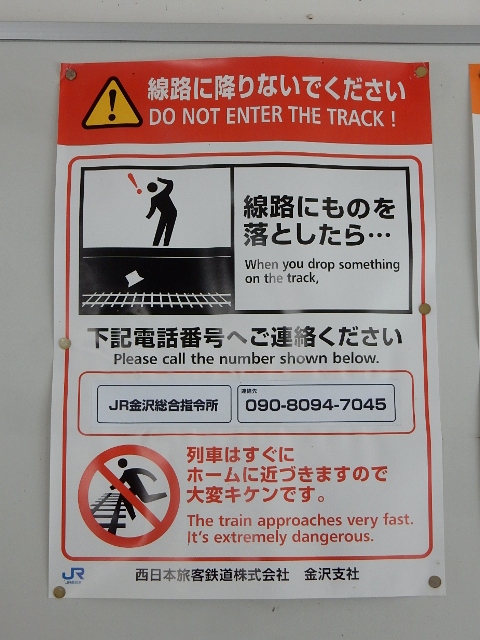 線路に降りないでください
DO NOT ENTER THE TRACK !
線路にものを
落としたら…
When you drop something
on the track,
下記電話番号へご連絡ください
Please call the number shown below.
JR金沢総合指令所
連絡先
090-8094-7045
列車はすぐに
ホームに近づきますので
大変キケンです。
The train approaches very fast.
It's extremely dangerous.
JR
西日本旅客鉄道株式会社 金沢支社